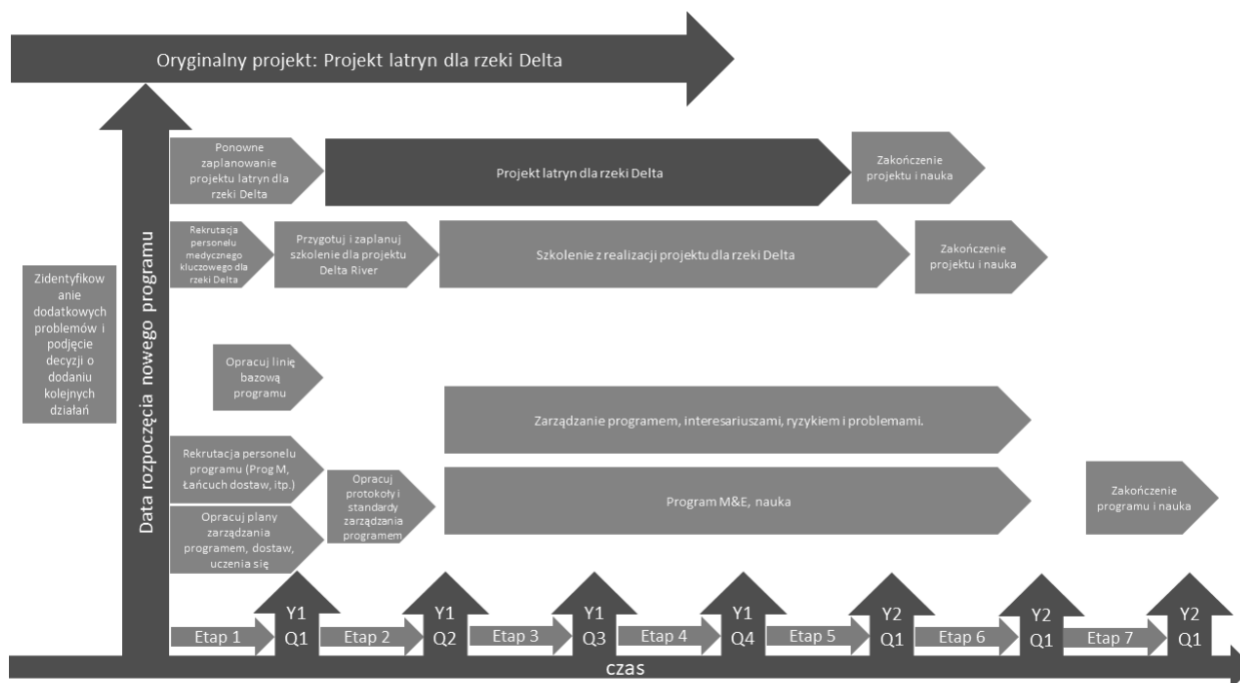 Oryginalny projekt: Projekt latryn dla rzeki Delta
Ponowne
zaplanowanie
projektu latryn dla
rzeki Delta
Projekt latryn dla rzeki Delta
Zakończenie
projektu i nauka
Rekrutacja
personelu
medycznego
kluczowego dla
rzeki Delta
Przygotuj i zaplanuj
szkolenie dla projektu
Delta River
Szkolenie z realizacji projektu dla rzeki Delta
Zakończenie
projektu i nauka
Zidentyfikow
anie
dodatkowych
problemów i
podjęcie
decyzji o
dodaniu
kolejnych
działań
Data rozpoczęcia nowego programu
Opracuj linię
bazową
programu
Zarządzanie programem, interesariuszami, ryzykiem i problemami.
Rekrutacja personelu
programu (Prog M,
Łańcuch dostaw, itp.)
Opracuj
protokoły i
standardy
zarządzania
programem
Program M&E, nauka
Zakończenie
programu i nauka
Opracuj plany
zarządzania
programem, dostaw,
uczenia się
Etap 1
Y1
Q1
Etap 2
Y1
Q2
Etap 3
Y1
Q3
Etap 4
Y1
Q4
Etap 5
Y2
Q1
Etap 6
Y2
Q1
Etap 7
Y2
Q1
czas